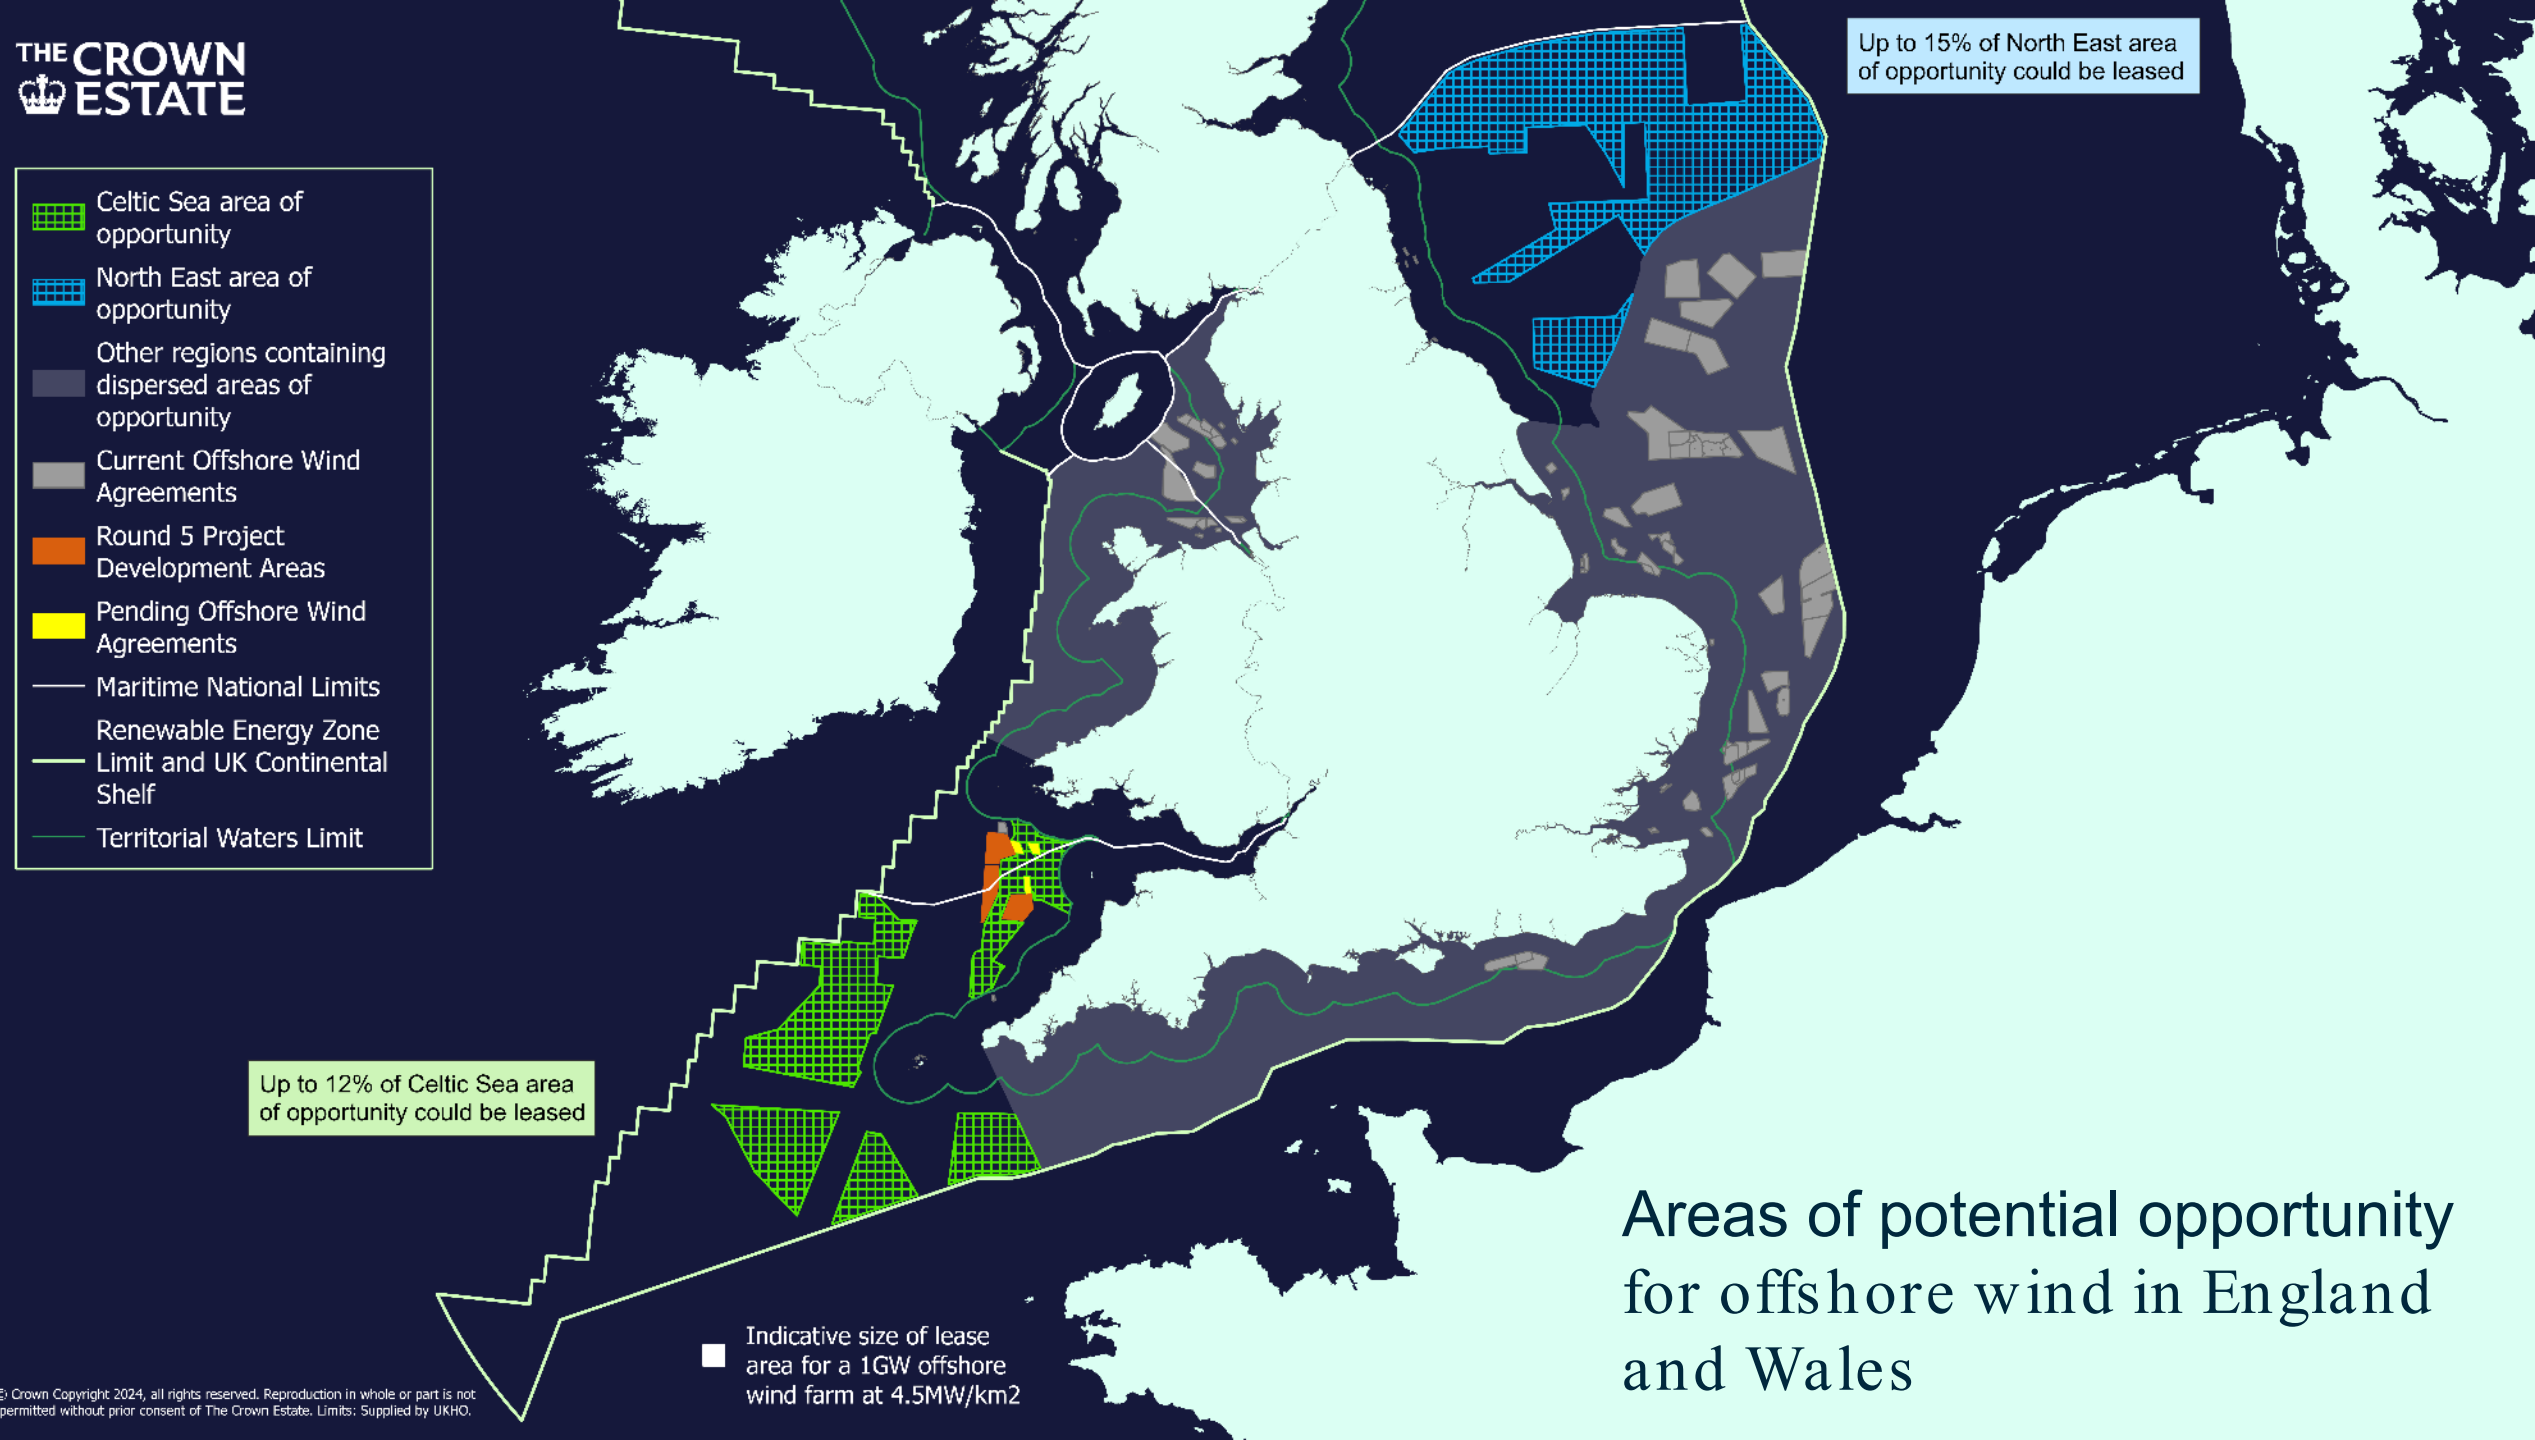 THE CROWN
ESTATE
Celtic Sea area of
opportunity
North East area of
opportunity
Other regions containing
dispersed areas of
opportunity
Current Offshore Wind
Agreements
Round 5 Project
Development Areas
Pending Offshore Wind
Agreements
Maritime National Limits
Renewable Energy Zone
Limit and UK Continental
Shelf
Territorial Waters Limit
Up to 15% of North East area
of opportunity could be leased
Up to 12% of Celtic Sea area
of opportunity could be leased
Indicative size of lease
area for a 1GW offshore
wind farm at 4.5MW/km2
Areas of potential opportunity
for offshore wind in England
and Wales
© Crown Copyright 2024, all rights reserved. Reproduction in whole or part is not
permitted without prior consent of The Crown Estate. Limits: Supplied by UKHO.